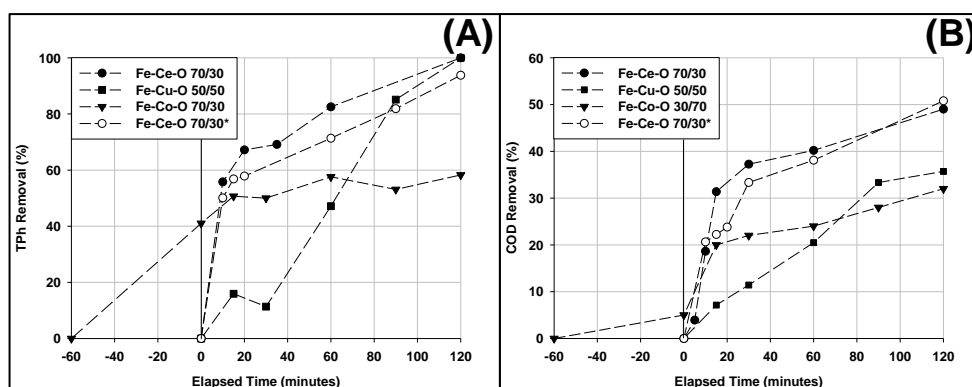 (A)
100
80
60
40
20
0
TPh Removal (%)
Fe-Ce-O 70/30
Fe-Cu-O 50/50
Fe-Co-O 70/30
Fe-Ce-O 70/30*
-60 -40 -20 0 20 40 60 80 100 120
Elapsed Time (minutes)
(B)
60
50
40
30
20
10
0
COD Removal (%)
Fe-Ce-O 70/30
Fe-Cu-O 50/50
Fe-Co-O 30/70
Fe-Ce-O 70/30*
-60 -40 -20 0 20 40 60 80 100 120
Elapsed Time (minutes)